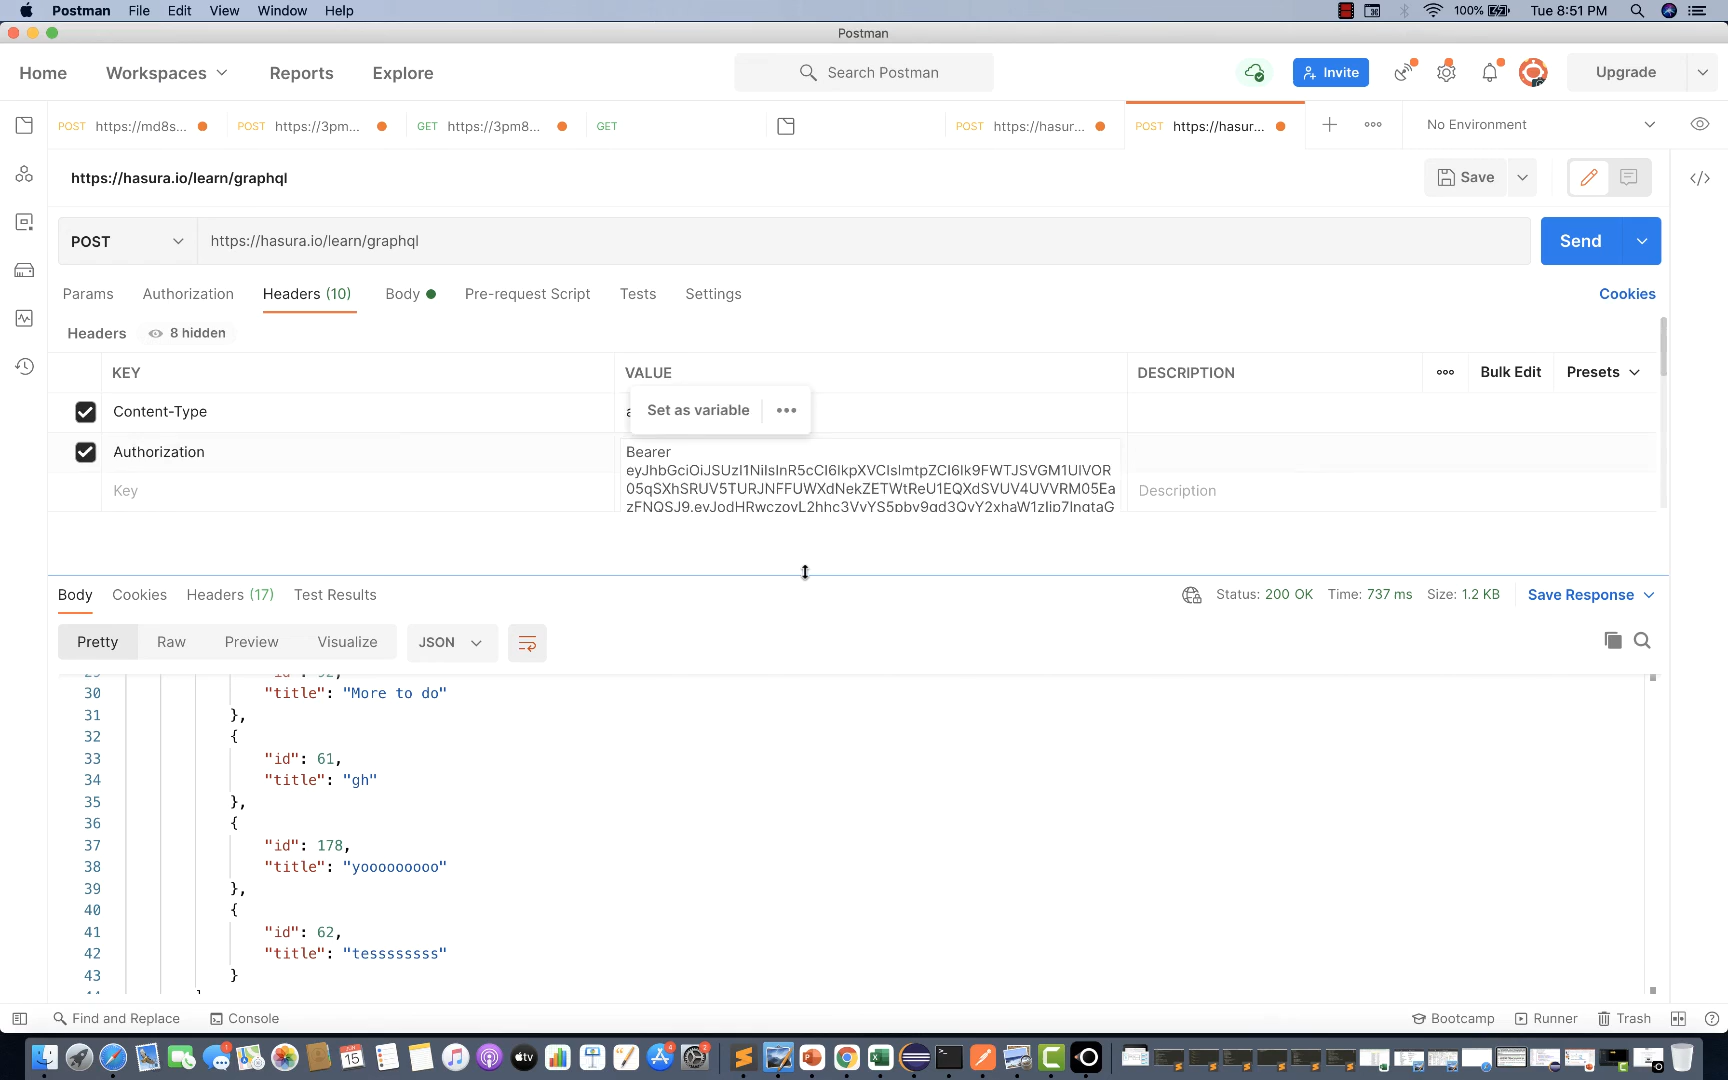 Postman File Edit View Window Help 100% Tue 8:51 PM
Postman
Home Workspaces Reports Explore Search Postman Invite Upgrade
POST https://md8s... POST https://3pm... GET https://3pm8... GET POST https://hasur... POST https://hasur... No Environment
https://hasura.io/learn/graphql Save
POST https://hasura.io/learn/graphql Send
Params Authorization Headers (10) Body Pre-request Script Tests Settings Cookies
Headers 8 hidden
KEY VALUE DESCRIPTION Bulk Edit Presets
Content-Type Set as variable
Authorization Bearer
eyJhbGciOiJSUzI1NiIsInR5cCI6IkpXVCIsImtpZCI6Ik9FWTJSVGM1UlVOR
Key 05qSXhSRUV5TURJNFFUWXdNekZETWtReU1EQXdSVUV4UVVRM05Ea Description
zFNQSJ9.eyJodHRwczovL2hhc3VyYS5pby9qd3QvY2xhaW1zIjp7IngtaG
Body Cookies Headers (17) Test Results Status: 200 OK Time: 737 ms Size: 1.2 KB Save Response
Pretty Raw Preview Visualize JSON
30 "title": "More to do"
31 },
32 {
33 "id": 61,
34 "title": "gh"
35 },
36 {
37 "id": 178,
38 "title": "yooooooooo"
39 },
40 {
41 "id": 62,
42 "title": "tessssssss"
43 }
Find and Replace Console Bootcamp Runner Trash